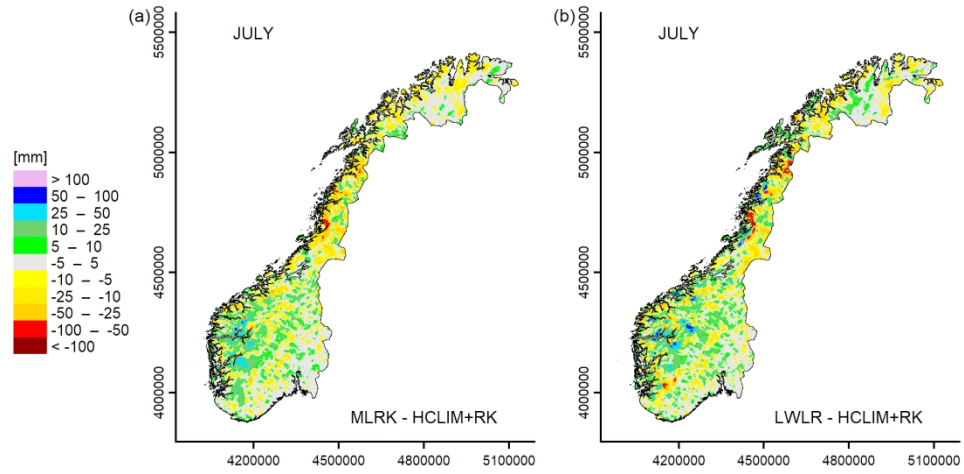 (a)
JULY
(b)
JULY
[mm]
> 100
50 – 100
25 – 50
10 – 25
5 – 10
-5 – 5
-10 – -5
-25 – -10
-50 – -25
-100 – -50
< -100
5500000
5000000
4500000
4000000
MLRK - HCLIM+RK
4200000 4500000 4800000 5100000
5500000
5000000
4500000
4000000
LWLR - HCLIM+RK
4200000 4500000 4800000 5100000